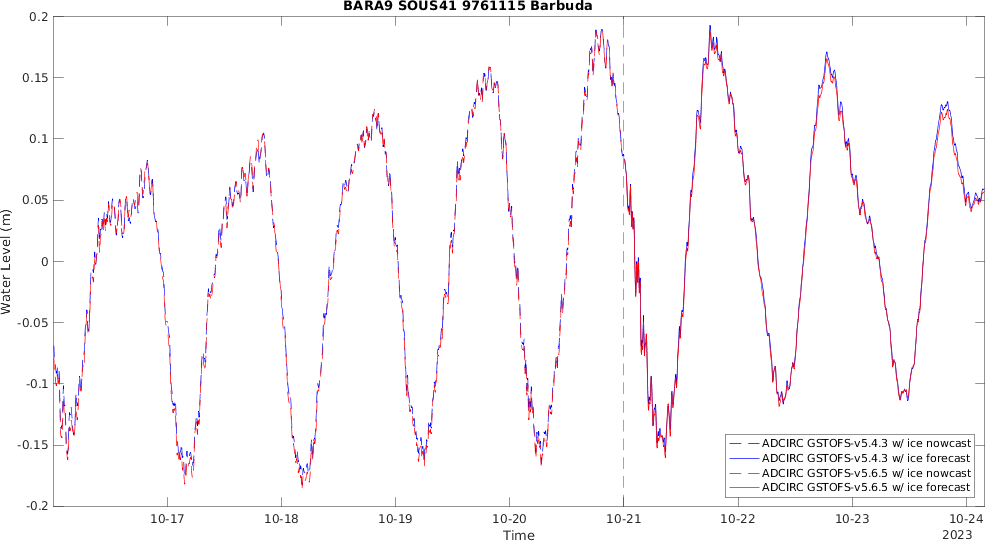 BARA9 SOUS41 9761115 Barbuda
0.2
0.15
0.1
0.05
0
-0.05
-0.1
-0.15
-0.2
Water Level (m)
10-17 10-18 10-19 10-20 10-21 10-22 10-23 10-24
2023
Time
ADCIRC GSTOFS-v5.4.3 w/ ice nowcast
ADCIRC GSTOFS-v5.4.3 w/ ice forecast
ADCIRC GSTOFS-v5.6.5 w/ ice nowcast
ADCIRC GSTOFS-v5.6.5 w/ ice forecast